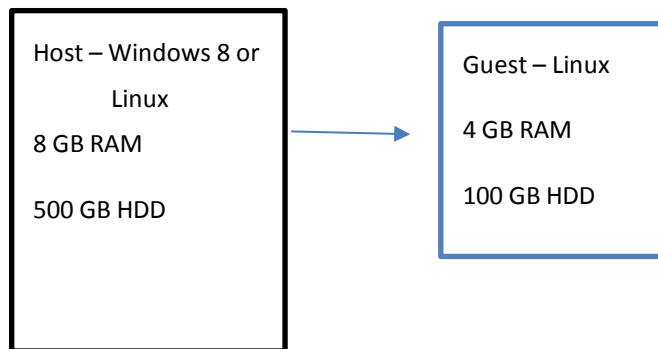 Host – Windows 8 or
Linux
8 GB RAM
500 GB HDD
Guest – Linux
4 GB RAM
100 GB HDD